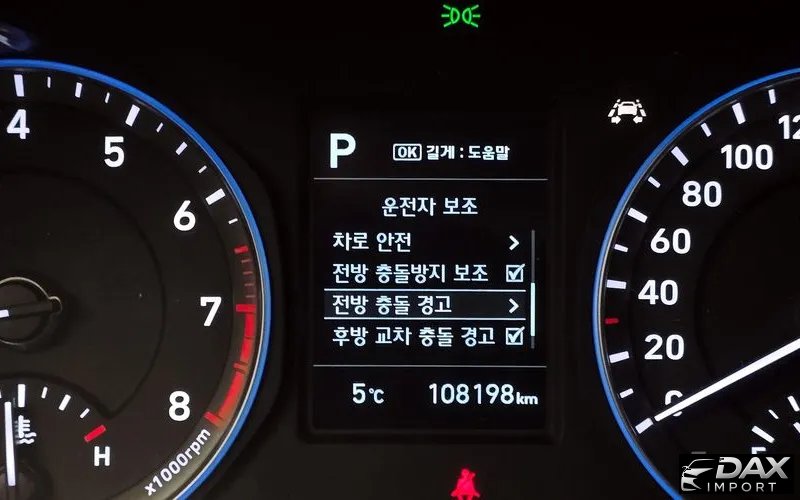 4
5
6
7
8
x1000rpm
H
P
OK 길게 : 도움말
운전자 보조
차로 안전
전방 충돌방지 보조
전방 충돌 경고
후방 교차 충돌 경고
5℃ 108198km
100
80
60
40
20
0
DAX
IMPORT